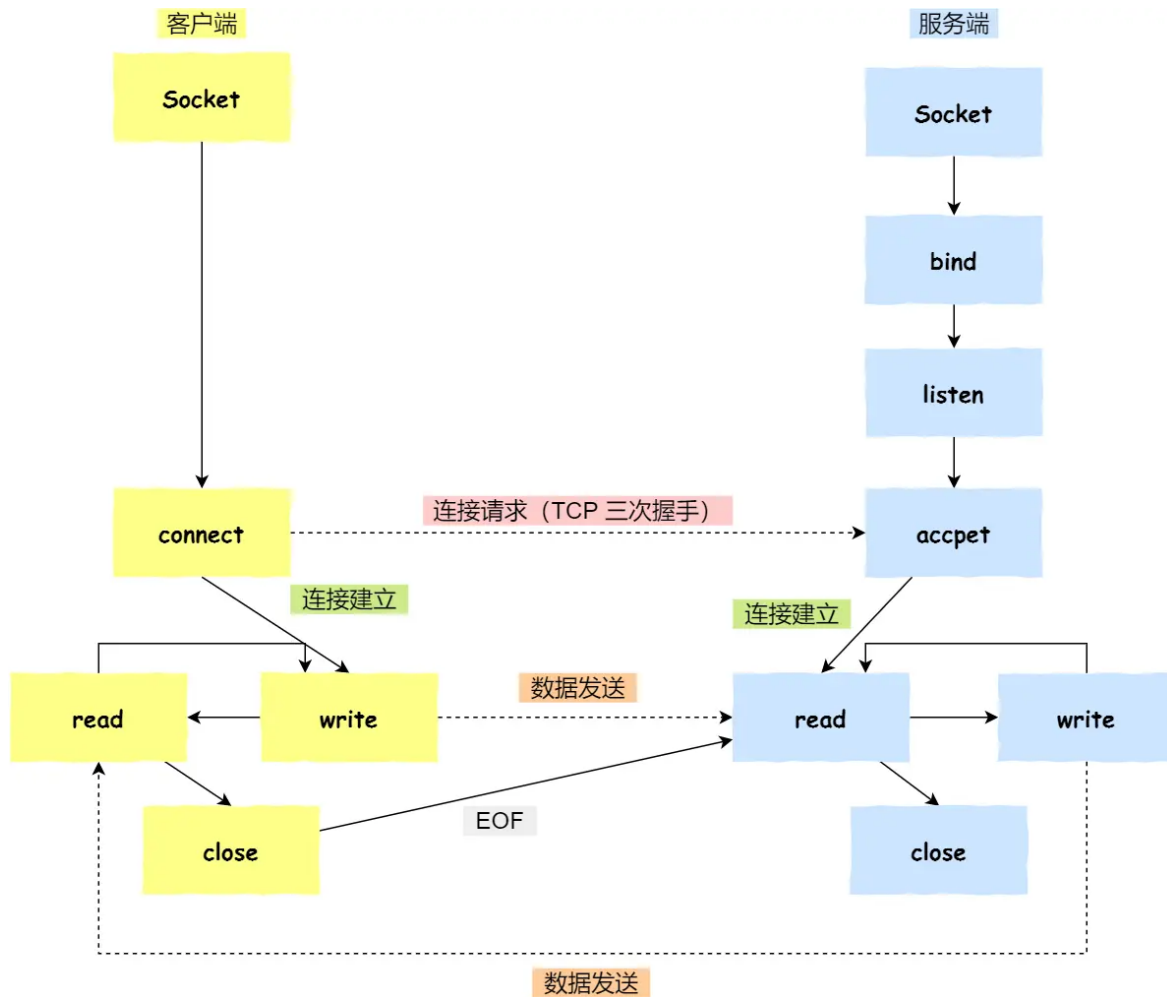 客户端
服务端
Socket
Socket
bind
listen
连接请求（TCP 三次握手）
connect
accpet
连接建立
连接建立
数据发送
read
write
read
write
EOF
close
close
数据发送